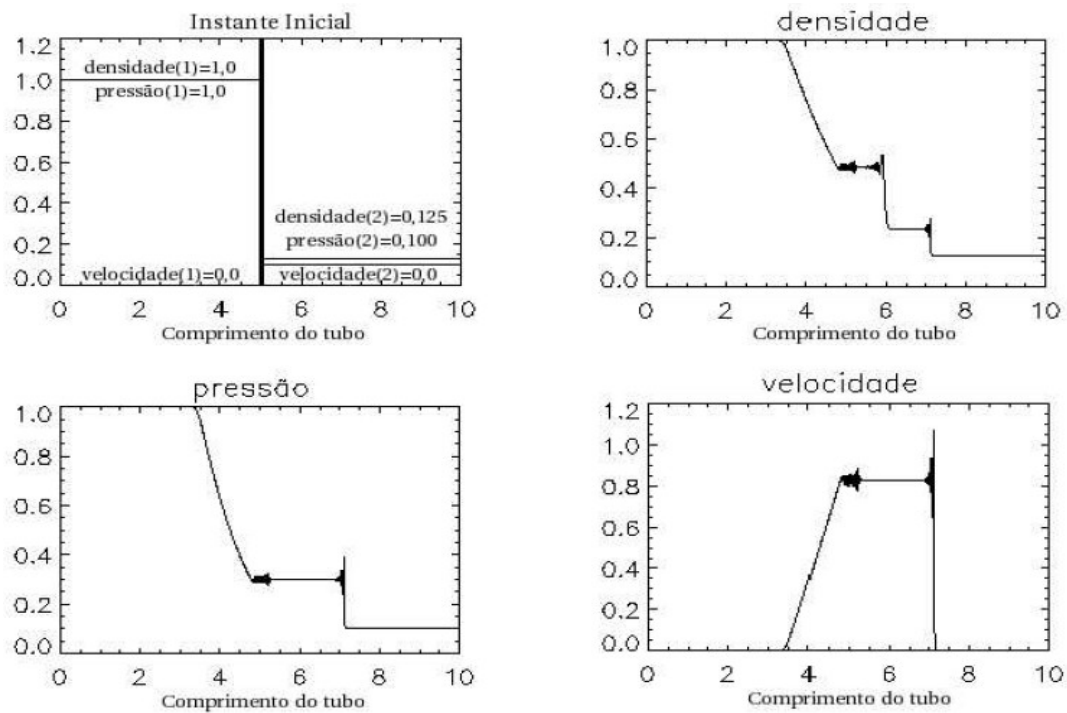 Instante Inicial
1.2
1.0
0.8
0.6
0.4
0.2
0.0
densidade(1)=1,0
pressão(1)=1,0
densidade(2)=0,125
pressão(2)=0,100
velocidade(1)=0,0
velocidade(2)=0,0
0 2 4 6 8 10
Comprimento do tubo
densidade
1.0
0.8
0.6
0.4
0.2
0.0
0 2 4 6 8 10
Comprimento do tubo
pressão
1.0
0.8
0.6
0.4
0.2
0.0
0 2 4 6 8 10
Comprimento do tubo
velocidade
1.2
1.0
0.8
0.6
0.4
0.2
0.0
0 2 4 6 8 10
Comprimento do tubo